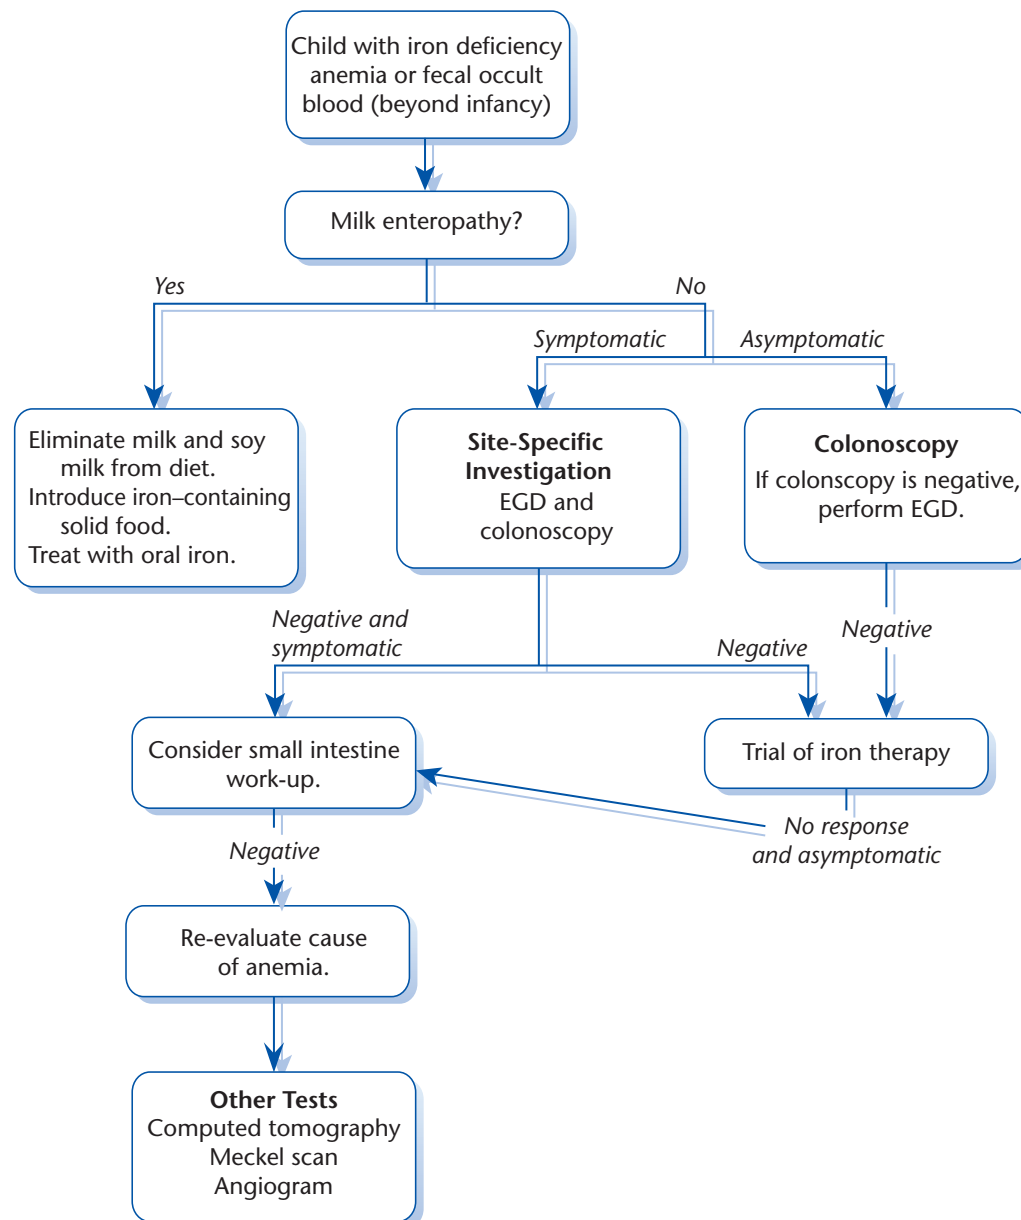 Child with iron deficiency
anemia or fecal occult
blood (beyond infancy)
Milk enteropathy?
Yes
No
Symptomatic
Asymptomatic
Eliminate milk and soy
milk from diet.
Introduce iron–containing
solid food.
Treat with oral iron.
Site-Specific
Investigation
EGD and
colonoscopy
Colonoscopy
If colonscopy is negative,
perform EGD.
Negative and
symptomatic
Negative
Negative
Consider small intestine
work-up.
Trial of iron therapy
No response
and asymptomatic
Negative
Re-evaluate cause
of anemia.
Other Tests
Computed tomography
Meckel scan
Angiogram